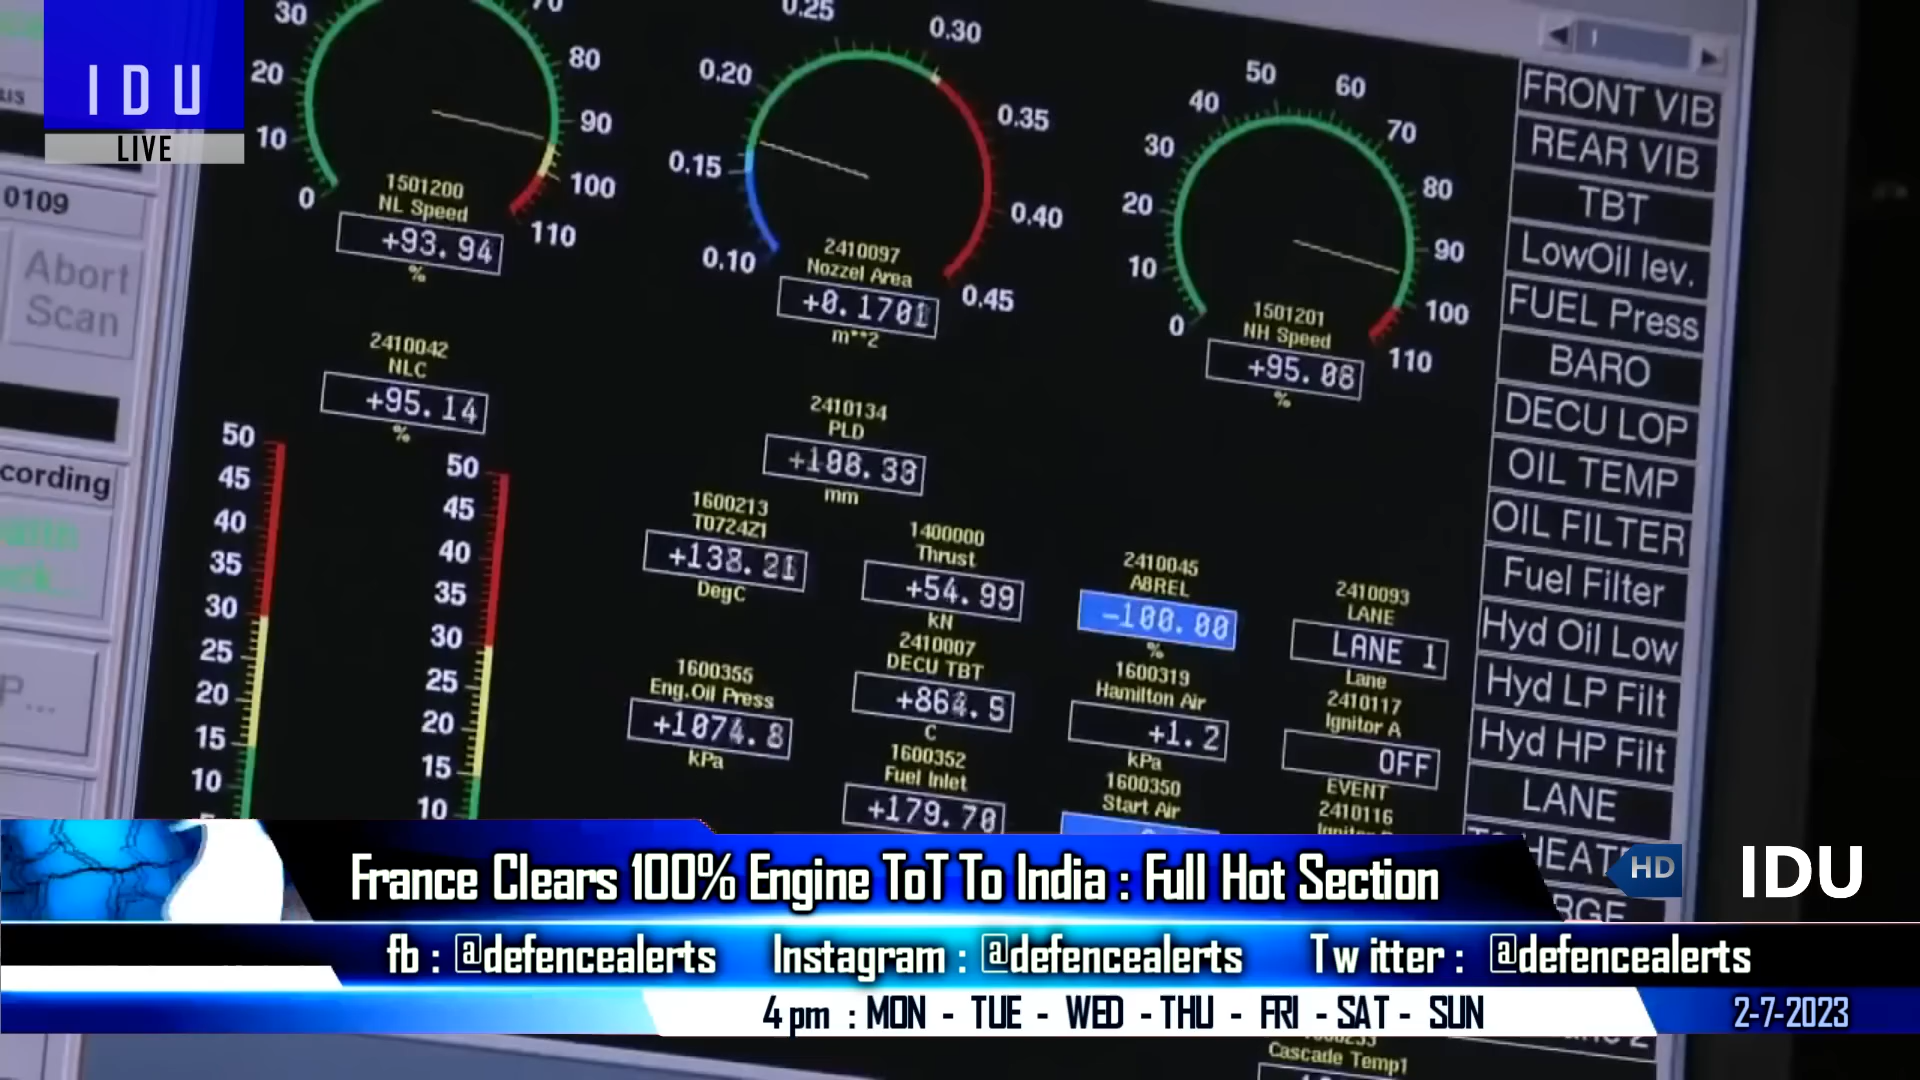 IDU
LIVE
0109
Abort
Scan
cording
P...
30
20
10
0
70
80
90
100
110
1501200
NL Speed
+93.94
%
0.25
0.30
0.20
0.35
0.15
0.40
0.10
0.45
2410097
Nozzel Area
+0.1701
m**2
50
60
40
70
30
80
20
90
10
100
0
110
1501201
NH Speed
+95.08
%
2410042
NLC
+95.14
%
2410134
PLD
+108.33
mm
50
45
40
35
30
25
20
15
10
50
45
40
35
30
25
20
15
10
1600213
T0724Z1
+138.21
DegC
1400000
Thrust
+54.99
kN
2410045
A8REL
-100.00
%
2410093
LANE
LANE 1
Lane
1600355
Eng.Oil Press
+1074.8
kPa
2410007
DECU TBT
+864.5
C
1600319
Hamilton Air
+1.2
kPa
2410117
Ignitor A
OFF
EVENT
1600352
Fuel Inlet
+179.70
1600350
Start Air
2410116
FRONT VIB
REAR VIB
TBT
LowOil lev.
FUEL Press
BARO
DECU LOP
OIL TEMP
OIL FILTER
Fuel Filter
Hyd Oil Low
Hyd LP Filt
Hyd HP Filt
LANE
France Clears 100% Engine ToT To India : Full Hot Section
HD
IDU
fb : @defencealerts Instagram : @defencealerts Twitter : @defencealerts
4 pm : MON - TUE - WED - THU - FRI - SAT - SUN
2-7-2023
Cascade Temp1